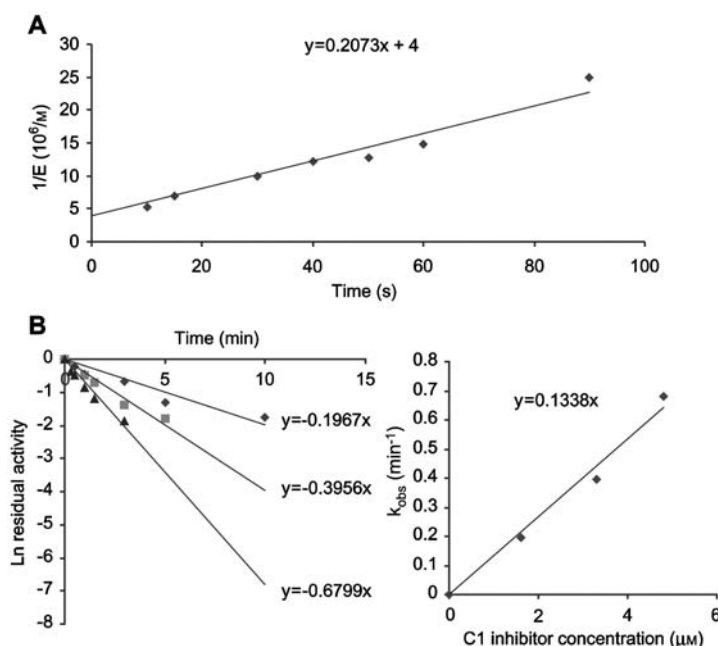 A
y=0.2073x + 4
30
25
20
15
10
5
0
1/E (10⁶/M)
0 20 40 60 80 100
Time (s)
B
Time (min)
0 5 10 15
0
-1
-2
-3
-4
-5
-6
-7
-8
Ln residual activity
y=-0.1967x
y=-0.3956x
y=-0.6799x
y=0.1338x
0.8
0.7
0.6
0.5
0.4
0.3
0.2
0.1
0
kobs (min⁻¹)
0 2 4 6
C1 inhibitor concentration (μM)